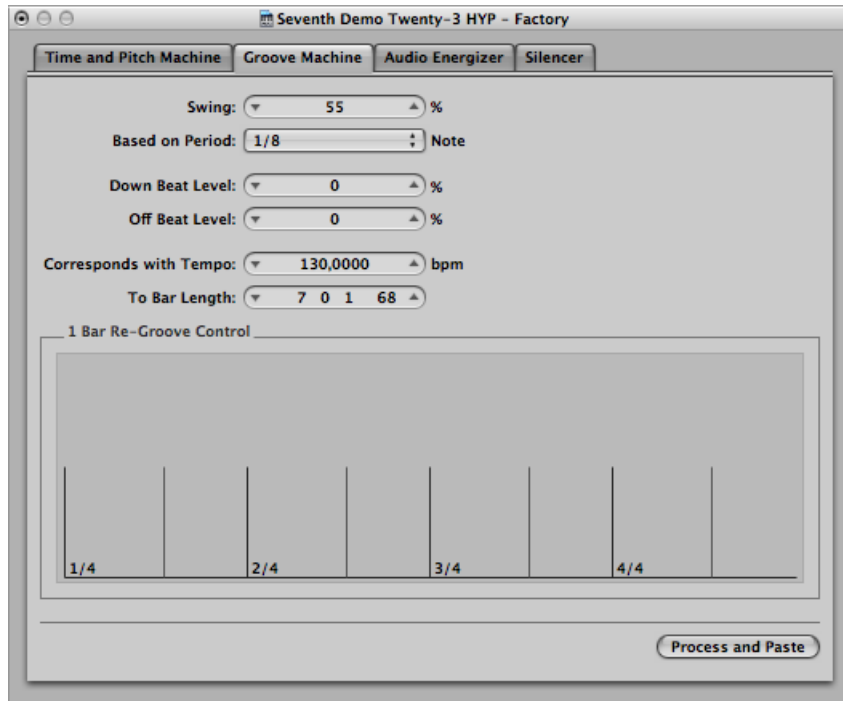 Seventh Demo Twenty-3 HYP - Factory
Time and Pitch Machine Groove Machine Audio Energizer Silencer
Swing: 55 %
Based on Period: 1/8 Note
Down Beat Level: 0 %
Off Beat Level: 0 %
Corresponds with Tempo: 130,0000 bpm
To Bar Length: 7 0 1 68
1 Bar Re-Groove Control
1/4 2/4 3/4 4/4
Process and Paste